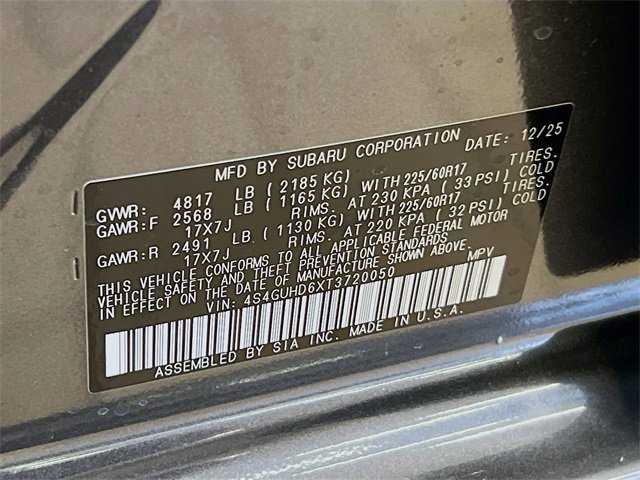 MFD BY SUBARU CORPORATION DATE: 12/25
GVWR: 4817 LB (2185 KG)
GAWR: F 2568 LB (1165 KG) WITH 225/60R17 TIRES.
17X7J RIMS. AT 230 KPA (33 PSI) COLD
GAWR: R 2491 LB (1130 KG) WITH 225/60R17 TIRES.
17X7J RIMS. AT 220 KPA (32 PSI) COLD
THIS VEHICLE CONFORMS TO ALL APPLICABLE FEDERAL MOTOR
VEHICLE SAFETY AND THEFT PREVENTION STANDARDS
IN EFFECT ON THE DATE OF MANUFACTURE SHOWN ABOVE.
VIN: 4S4GUHD6XT3720050 MPV
ASSEMBLED BY SIA INC. MADE IN U.S.A.